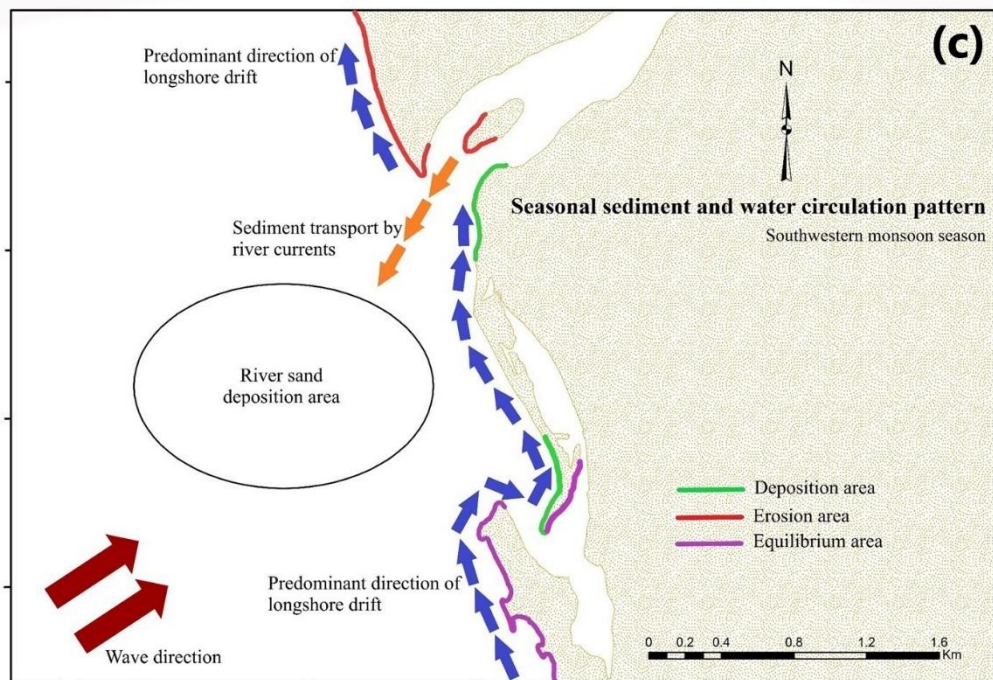 (c)
Predominant direction of
longshore drift
N
Seasonal sediment and water circulation pattern
Southwestern monsoon season
Sediment transport by
river currents
River sand
deposition area
Deposition area
Erosion area
Equilibrium area
Predominant direction of
longshore drift
Wave direction
0 0.2 0.4 0.8 1.2 1.6
Km